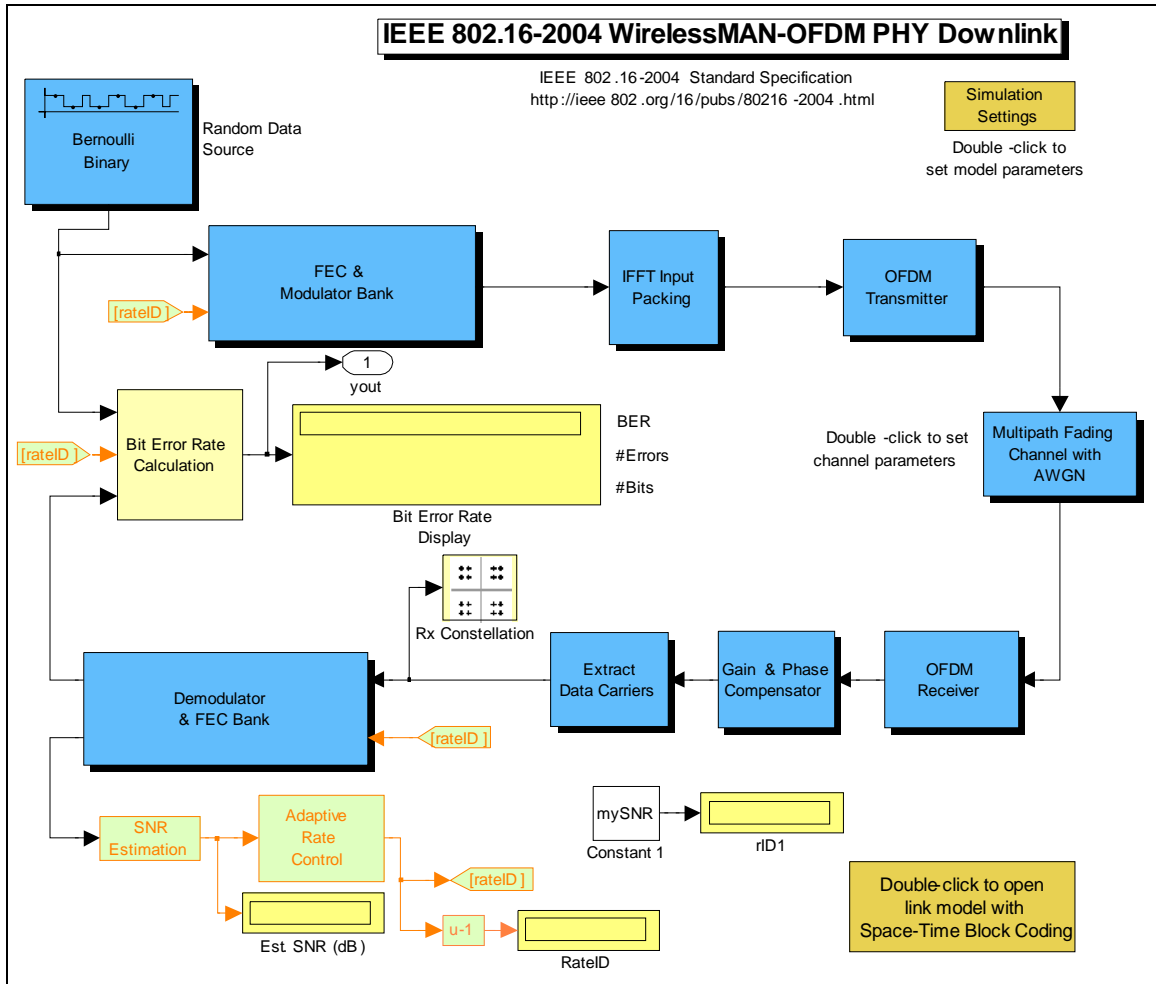 IEEE 802.16-2004 WirelessMAN-OFDM PHY Downlink
IEEE 802 .16 -2004 Standard Specification
http://ieee 802 .org /16 /pubs /80216 -2004 .html
Simulation
Settings
Double -click to
set model parameters
Bernoulli
Binary
Random Data
Source
FEC &
Modulator Bank
[rateID ]
IFFT Input
Packing
OFDM
Transmitter
1
yout
Bit Error Rate
Calculation
[rateID ]
BER
#Errors
#Bits
Bit Error Rate
Display
Double -click to set
channel parameters
Multipath Fading
Channel with
AWGN
Rx Constellation
Demodulator
& FEC Bank
[rateID ]
Extract
Data Carriers
Gain & Phase
Compensator
OFDM
Receiver
SNR
Estimation
Adaptive
Rate
Control
[rateID ]
Est. SNR (dB )
u-1
RateID
mySNR
Constant 1
rID1
Double-click to open
link model with
Space-Time Block Coding